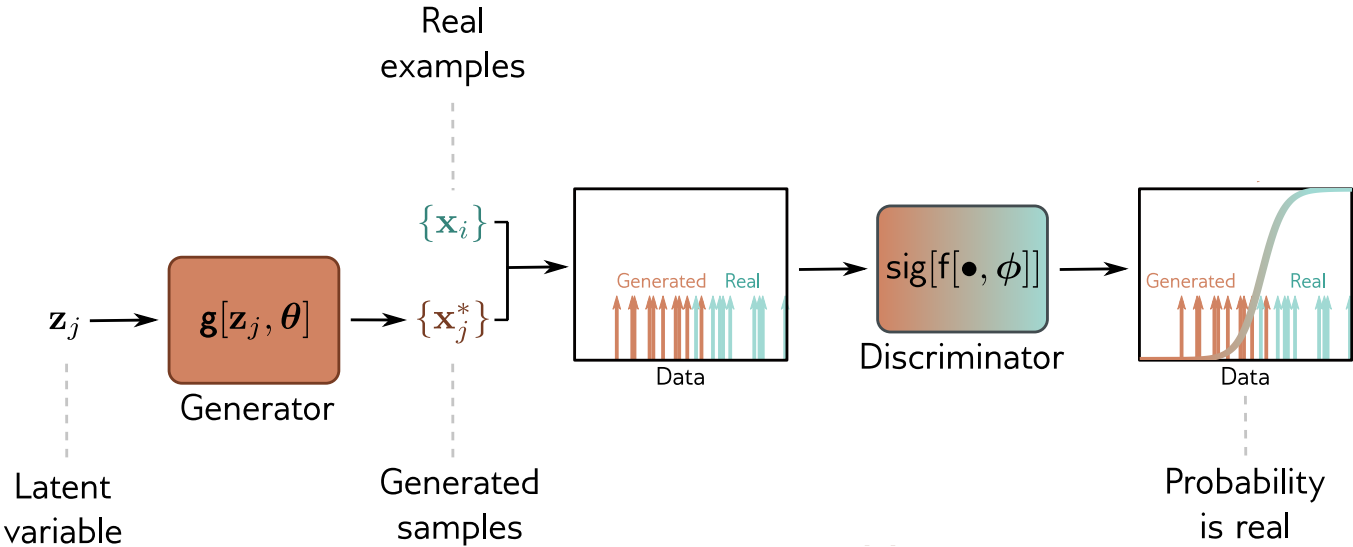 Real
examples
{x_i}
z_j
g[z_j, θ]
{x_j^*}
Generator
Latent
variable
Generated
samples
Generated Real
Data
sig[f[•, ϕ]]
Discriminator
Generated Real
Data
Probability
is real